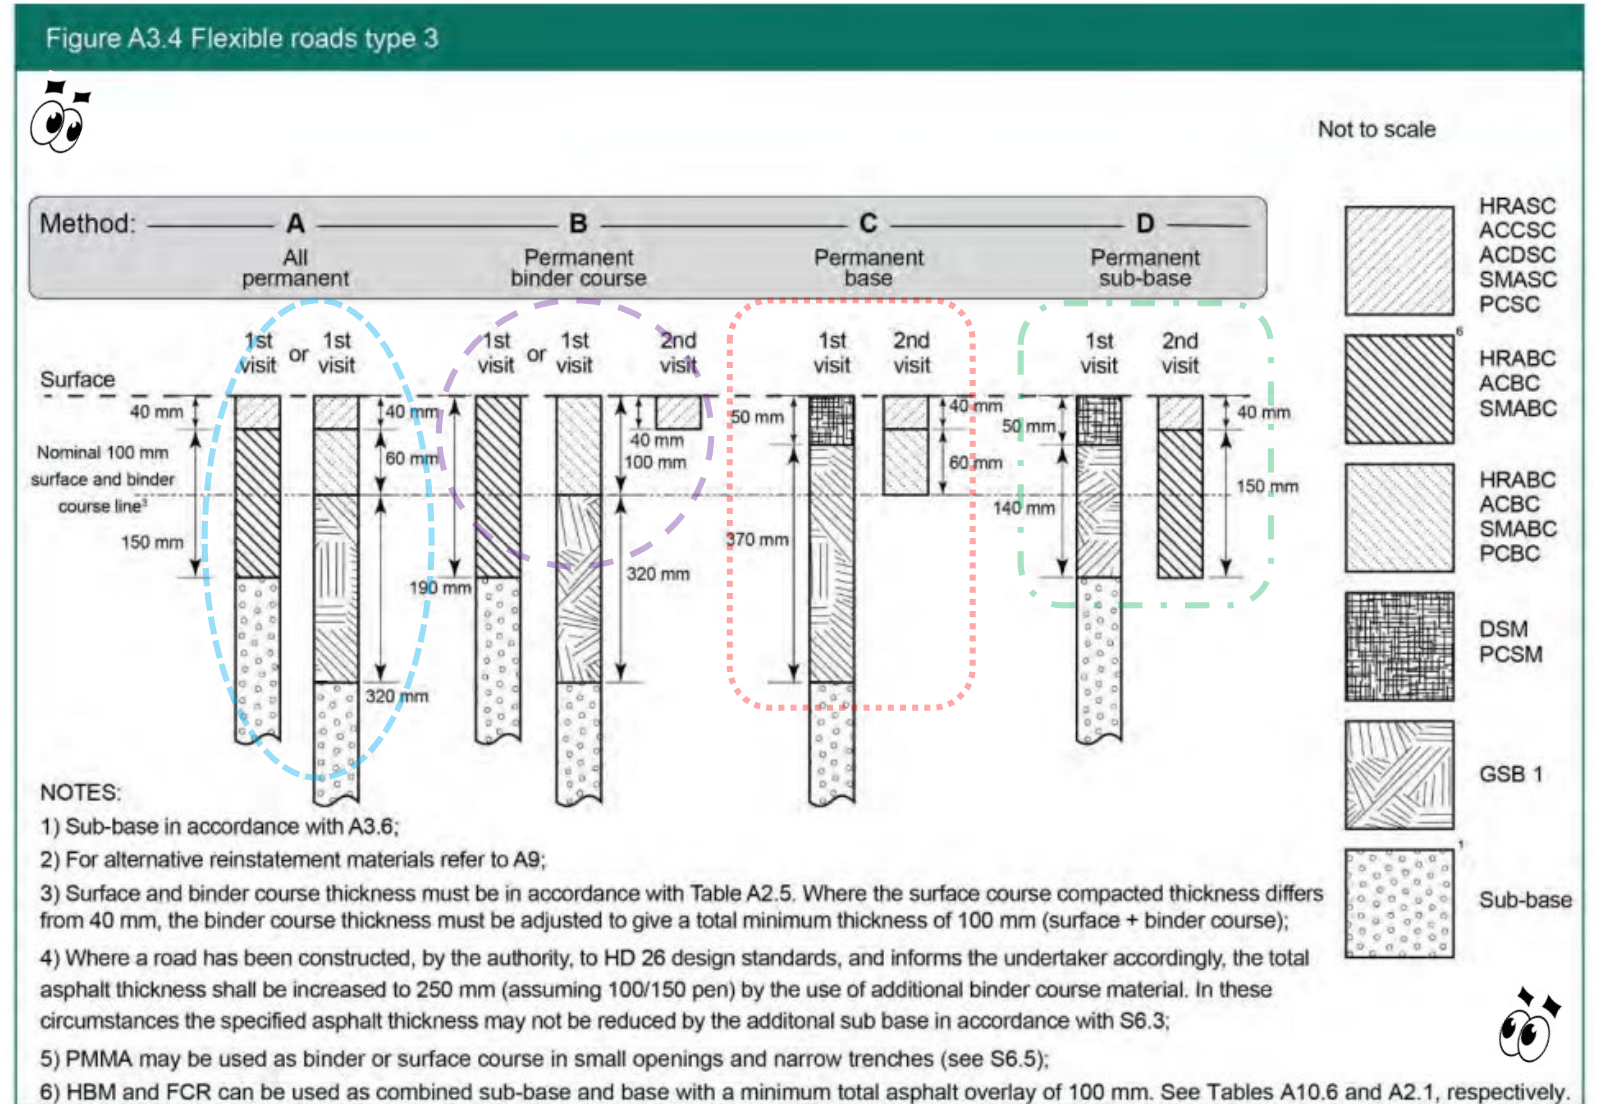 Figure A3.4 Flexible roads type 3
Not to scale
Method: A B C D
All permanent
Permanent binder course
Permanent base
Permanent sub-base
1st visit or 1st visit
1st visit or 1st visit 2nd visit
1st visit 2nd visit
1st visit 2nd visit
Surface
40 mm
Nominal 100 mm
surface and binder
course line³
150 mm
40 mm
60 mm
320 mm
190 mm
40 mm
100 mm
320 mm
50 mm
370 mm
40 mm
60 mm
50 mm
140 mm
40 mm
150 mm
HRASC
ACCSC
ACDSC
SMASC
PCSC
6
HRABC
ACBC
SMABC
HRABC
ACBC
SMABC
PCBC
DSM
PCSM
GSB 1
1
Sub-base
NOTES:
1) Sub-base in accordance with A3.6;
2) For alternative reinstatement materials refer to A9;
3) Surface and binder course thickness must be in accordance with Table A2.5. Where the surface course compacted thickness differs
from 40 mm, the binder course thickness must be adjusted to give a total minimum thickness of 100 mm (surface + binder course);
4) Where a road has been constructed, by the authority, to HD 26 design standards, and informs the undertaker accordingly, the total
asphalt thickness shall be increased to 250 mm (assuming 100/150 pen) by the use of additional binder course material. In these
circumstances the specified asphalt thickness may not be reduced by the additonal sub base in accordance with S6.3;
5) PMMA may be used as binder or surface course in small openings and narrow trenches (see S6.5);
6) HBM and FCR can be used as combined sub-base and base with a minimum total asphalt overlay of 100 mm. See Tables A10.6 and A2.1, respectively.